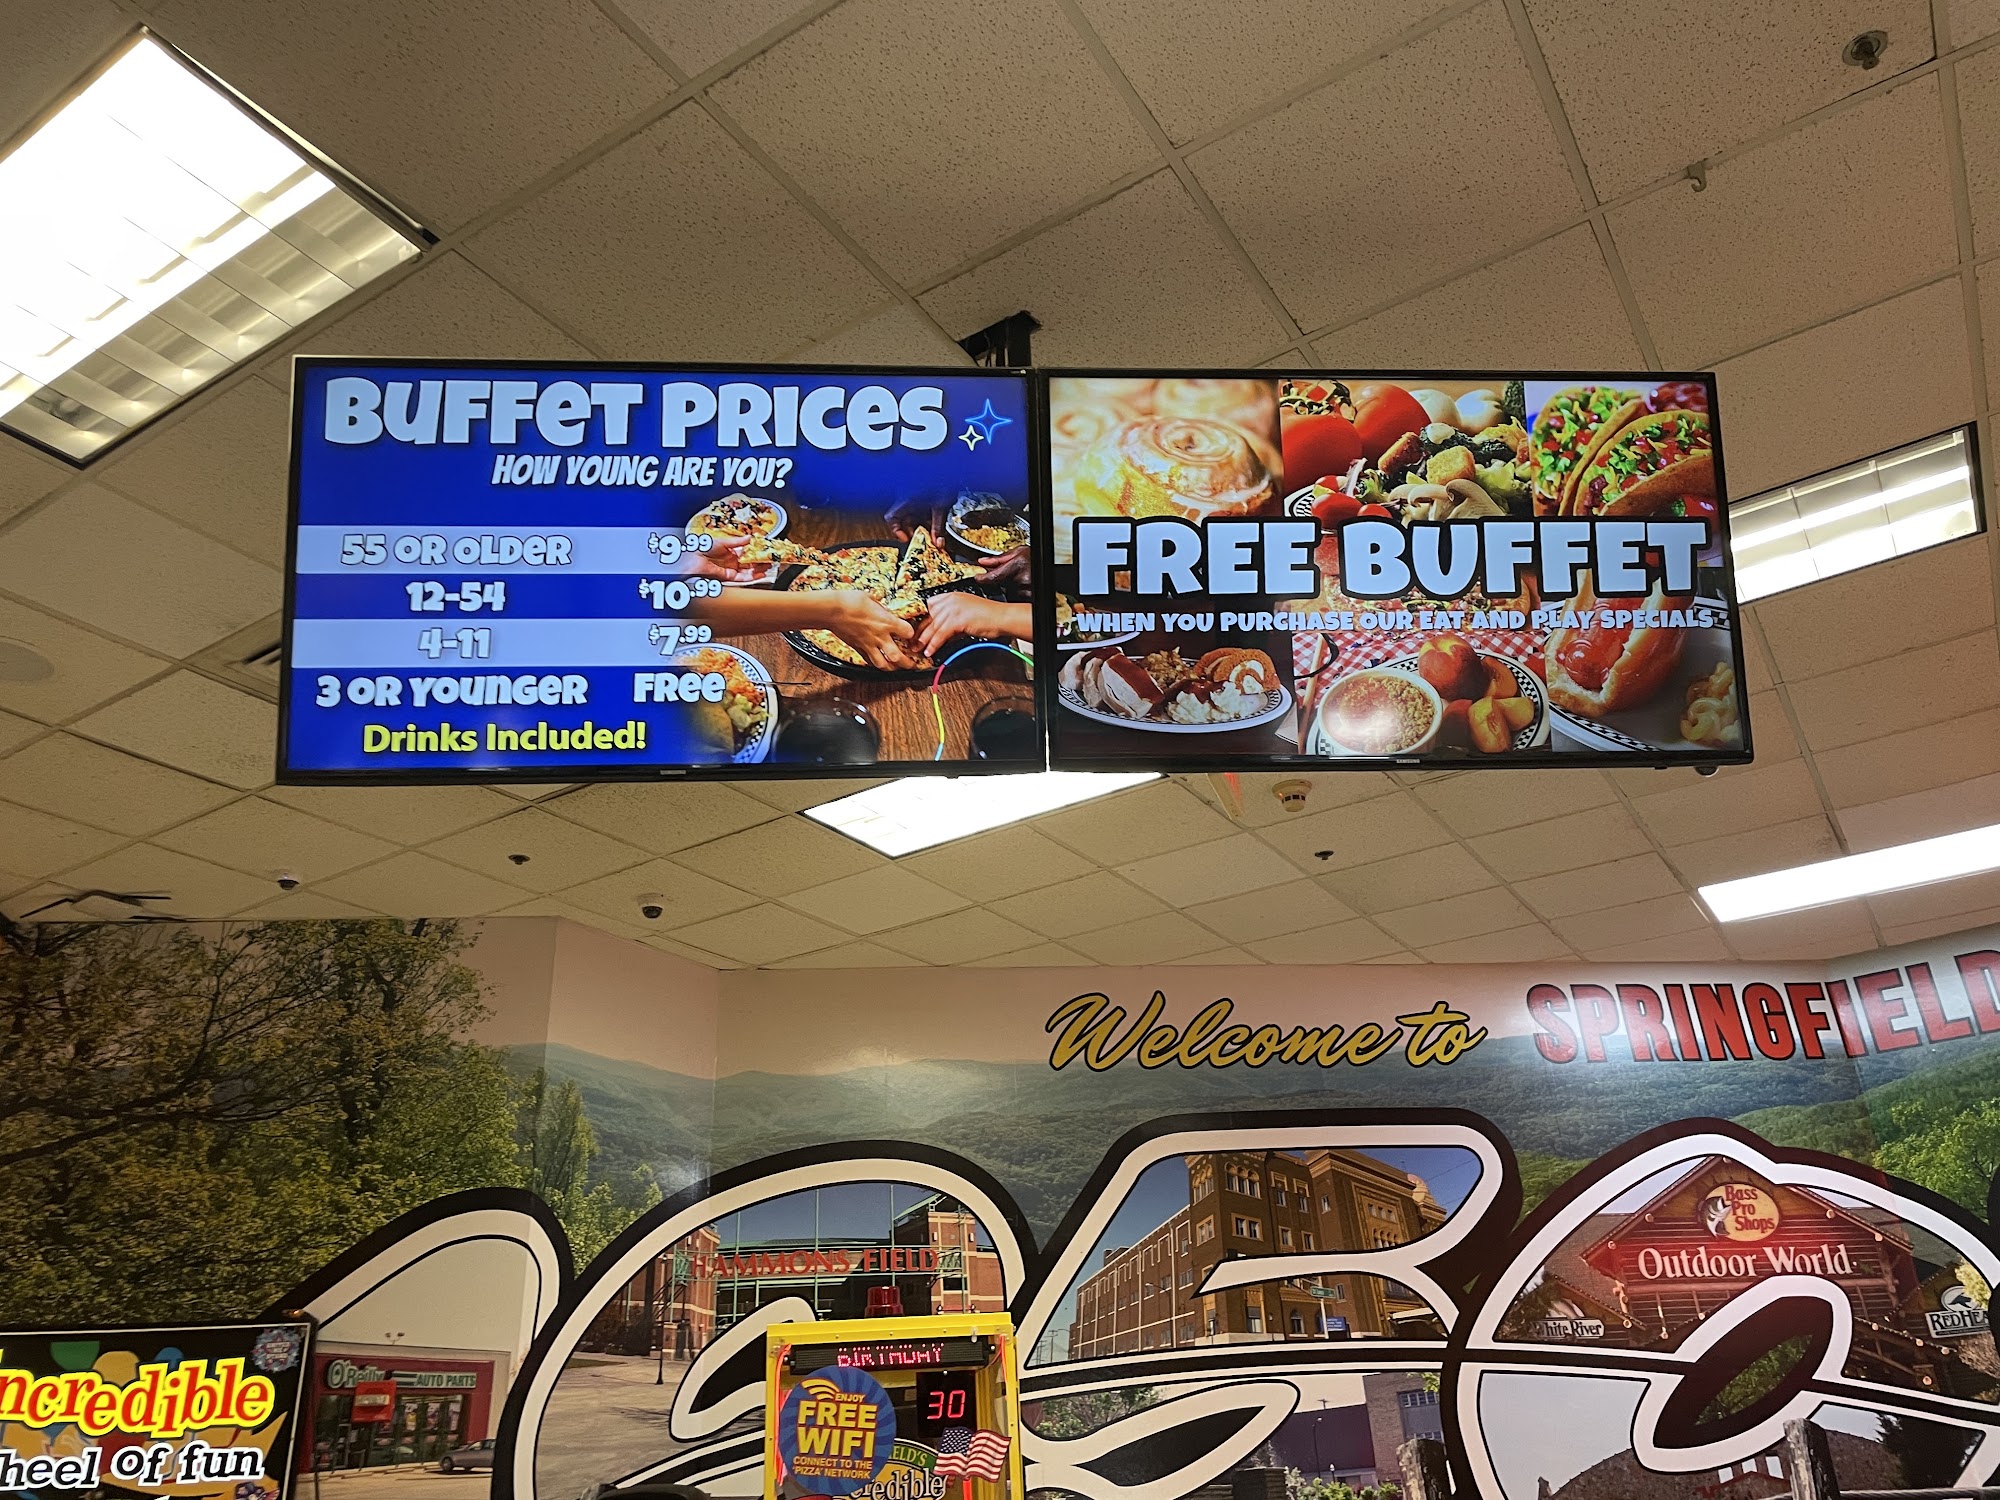 BUFFET PRICES
HOW YOUNG ARE YOU?
55 OR OLDER $9.99
12-54 $10.99
4-11 $7.99
3 OR YOUNGER FREE
Drinks Included!
FREE BUFFET
WHEN YOU PURCHASE OUR EAT AND PLAY SPECIALS
Welcome to SPRINGFIELD
HAMMONS FIELD
Bass
Pro
Shops
Outdoor World
White River
REDHEA
O'Reilly AUTO PARTS
ncredible
heel of fun
BIRTHDAY
30
ENJOY
FREE
WIFI
CONNECT TO THE
'PIZZA' NETWORK
ELD'S
redible